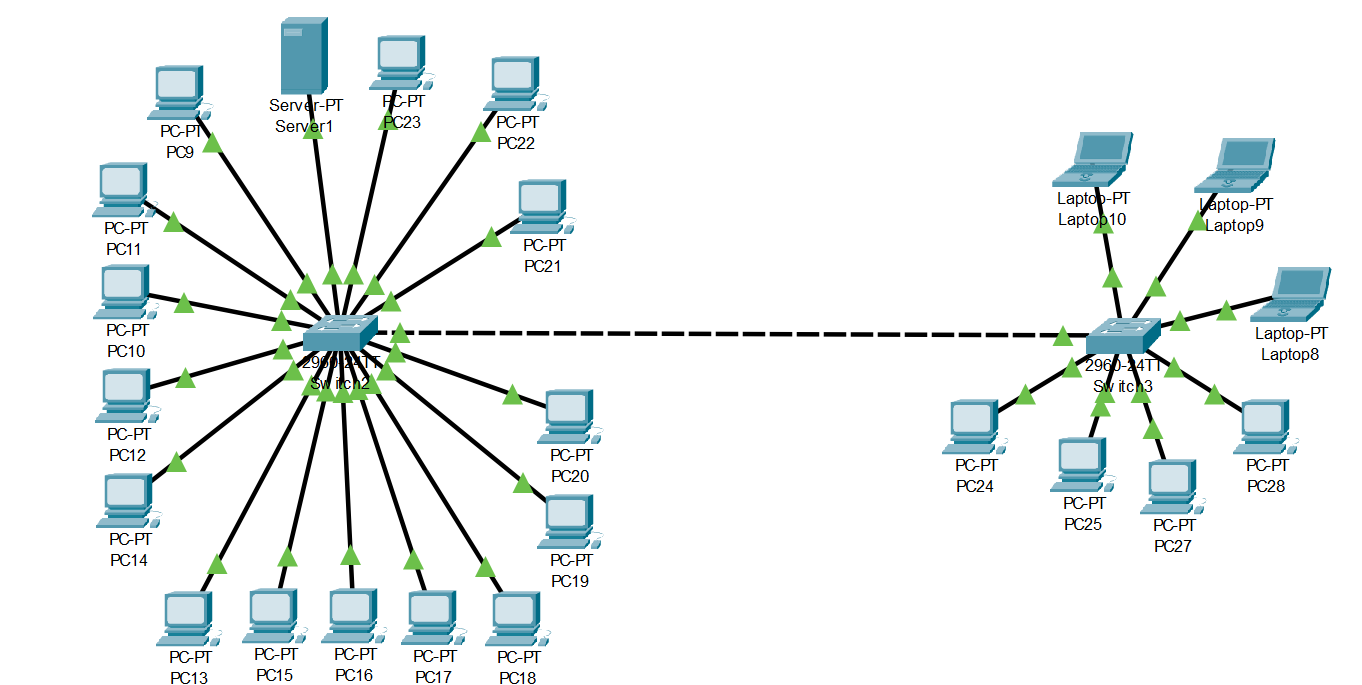 PC-PT
PC9
Server-PT
Server1
PC-PT
PC23
PC-PT
PC22
PC-PT
PC11
PC-PT
PC21
PC-PT
PC10
2960-24TT
Switch2
PC-PT
PC12
PC-PT
PC20
PC-PT
PC14
PC-PT
PC19
PC-PT
PC13
PC-PT
PC15
PC-PT
PC16
PC-PT
PC17
PC-PT
PC18
Laptop-PT
Laptop10
Laptop-PT
Laptop9
Laptop-PT
Laptop8
2960-24TT
Switch3
PC-PT
PC24
PC-PT
PC25
PC-PT
PC27
PC-PT
PC28